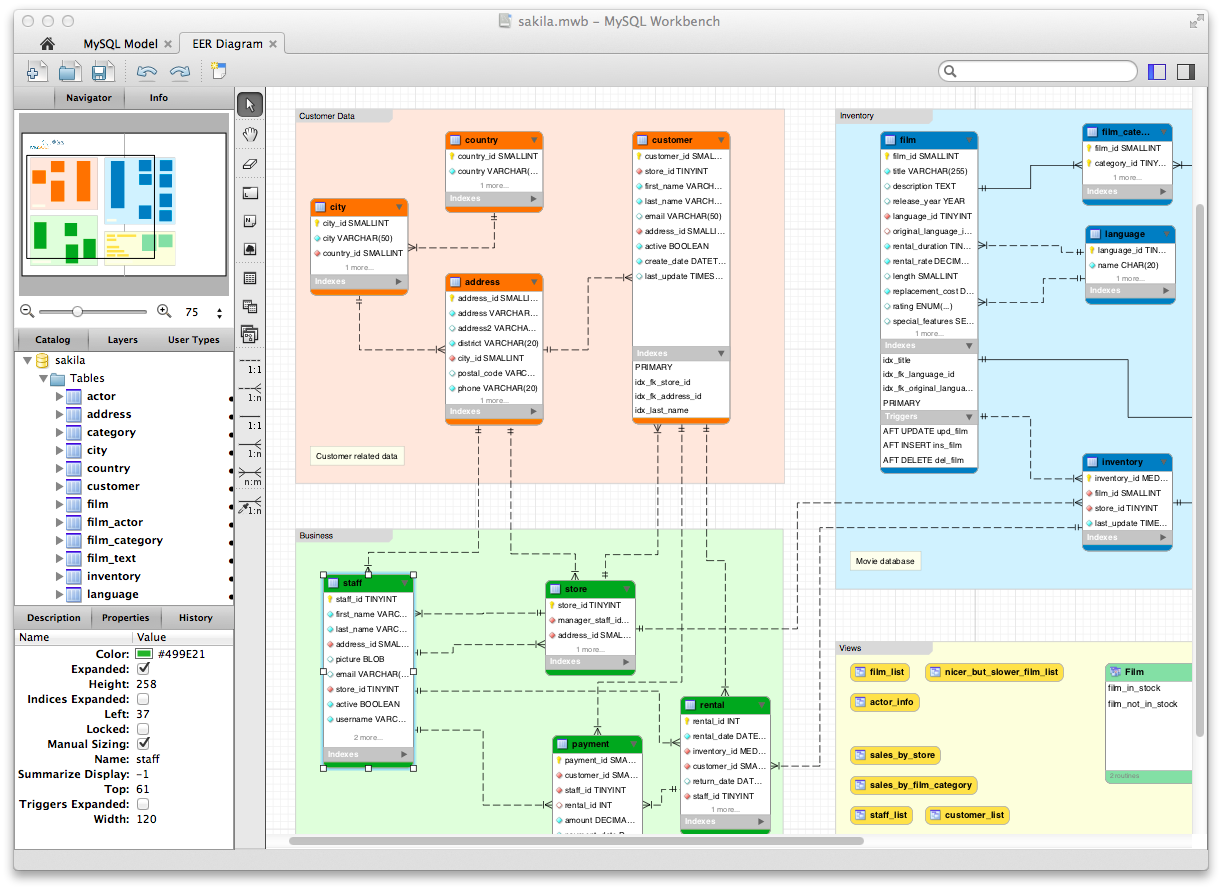 sakila.mwb – MySQL Workbench
MySQL Model
EER Diagram
Navigator
Info
75
Catalog
Layers
User Types
sakila
Tables
actor
address
category
city
country
customer
film
film_actor
film_category
film_text
inventory
language
Description
Properties
History
Name
Value
Color: #499E21
Expanded:
Height: 258
Indices Expanded:
Left: 37
Locked:
Manual Sizing:
Name: staff
Summarize Display: -1
Top: 61
Triggers Expanded:
Width: 120
1:1
1:n
1:1
1:n
n:m
1:n
Customer Data
country
country_id SMALLINT
country VARCHAR(...
1 more...
Indexes
city
city_id SMALLINT
city VARCHAR(50)
country_id SMALLINT
1 more...
Indexes
address
address_id SMALLI...
address VARCHAR...
address2 VARCHA...
district VARCHAR(20)
city_id SMALLINT
postal_code VARC...
phone VARCHAR(20)
1 more...
Indexes
customer
customer_id SMAL...
store_id TINYINT
first_name VARCH...
last_name VARCH...
email VARCHAR(50)
address_id SMALL...
active BOOLEAN
create_date DATET...
last_update TIMES...
Indexes
PRIMARY
idx_fk_store_id
idx_fk_address_id
idx_last_name
Customer related data
Inventory
film
film_id SMALLINT
title VARCHAR(255)
description TEXT
release_year YEAR
language_id TINYINT
original_language_i...
rental_duration TIN...
rental_rate DECIM...
length SMALLINT
replacement_cost D...
rating ENUM(...)
special_features SE...
1 more...
Indexes
idx_title
idx_fk_language_id
idx_fk_original_langua...
PRIMARY
Triggers
AFT UPDATE upd_film
AFT INSERT ins_film
AFT DELETE del_film
film_cate...
film_id SMALLINT
category_id TINY...
1 more...
Indexes
language
language_id TIN...
name CHAR(20)
1 more...
Indexes
Inventory
inventory_id MED...
film_id SMALLINT
store_id TINYINT
last_update TIME...
Indexes
Movie database
Business
staff
staff_id TINYINT
first_name VARC...
last_name VARC...
address_id SMAL...
picture BLOB
email VARCHAR(...
store_id TINYINT
active BOOLEAN
username VARC...
2 more...
Indexes
store
store_id TINYINT
manager_staff_id...
address_id SMAL...
1 more...
Indexes
payment
payment_id SMA...
customer_id SMA...
staff_id TINYINT
rental_id INT
amount DECIMA...
rental
rental_id INT
rental_date DATE...
inventory_id MED...
customer_id SMA...
return_date DAT...
staff_id TINYINT
1 more...
Indexes
Views
film_list
nicer_but_slower_film_list
actor_info
sales_by_store
sales_by_film_category
staff_list
customer_list
Film
film_in_stock
film_not_in_stock
2 routines